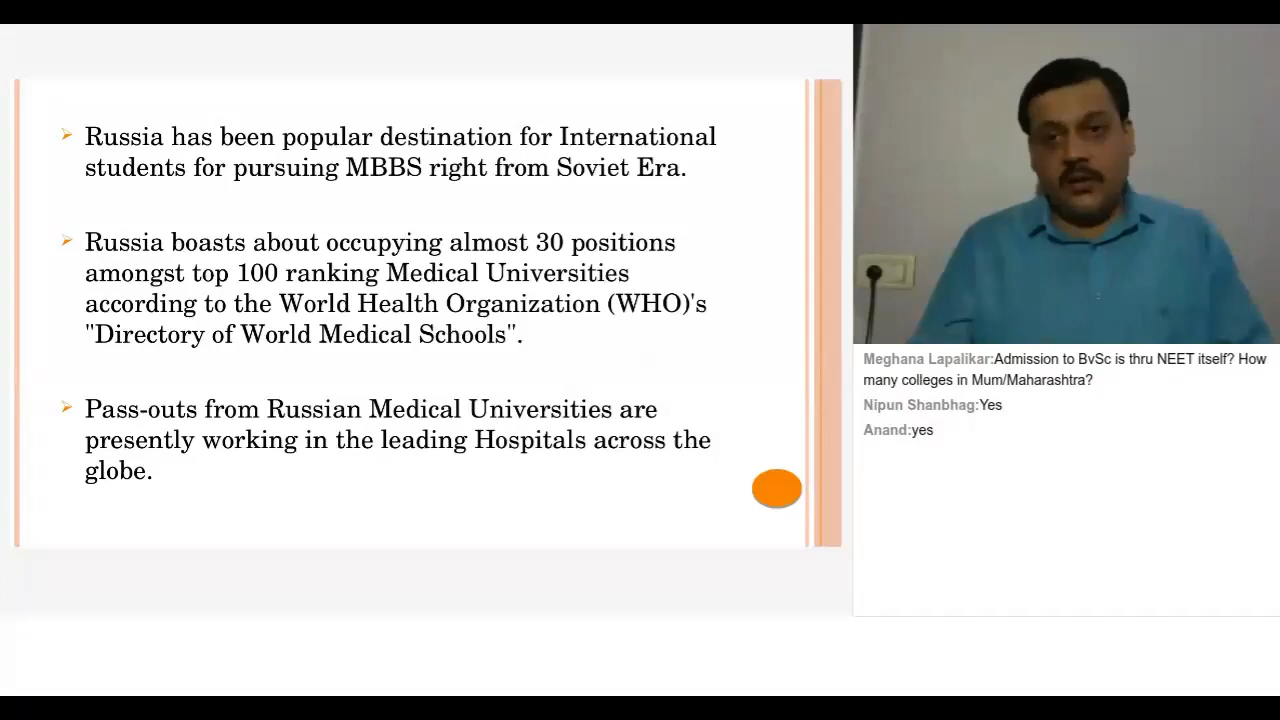 Russia has been popular destination for International
students for pursuing MBBS right from Soviet Era.
Russia boasts about occupying almost 30 positions
amongst top 100 ranking Medical Universities
according to the World Health Organization (WHO)'s
"Directory of World Medical Schools".
Pass-outs from Russian Medical Universities are
presently working in the leading Hospitals across the
globe.
Meghana Lapalikar:Admission to BvSc is thru NEET itself? How
many colleges in Mum/Maharashtra?
Nipun Shanbhag:Yes
Anand:yes